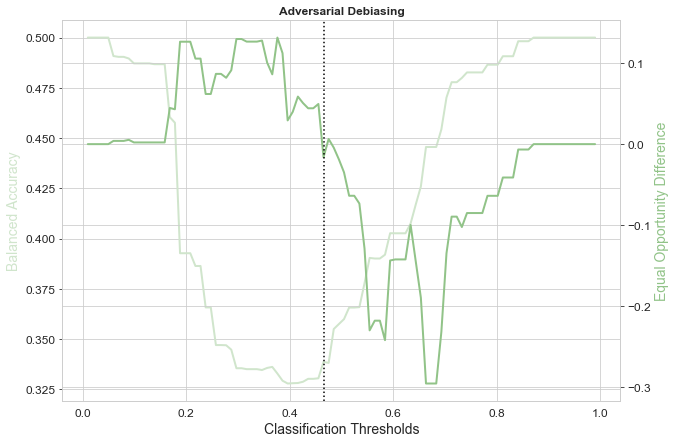 Adversarial Debiasing
0.500
0.475
0.450
0.425
0.400
0.375
0.350
0.325
Balanced Accuracy
0.1
0.0
−0.1
−0.2
−0.3
Equal Opportunity Difference
0.0 0.2 0.4 0.6 0.8 1.0
Classification Thresholds